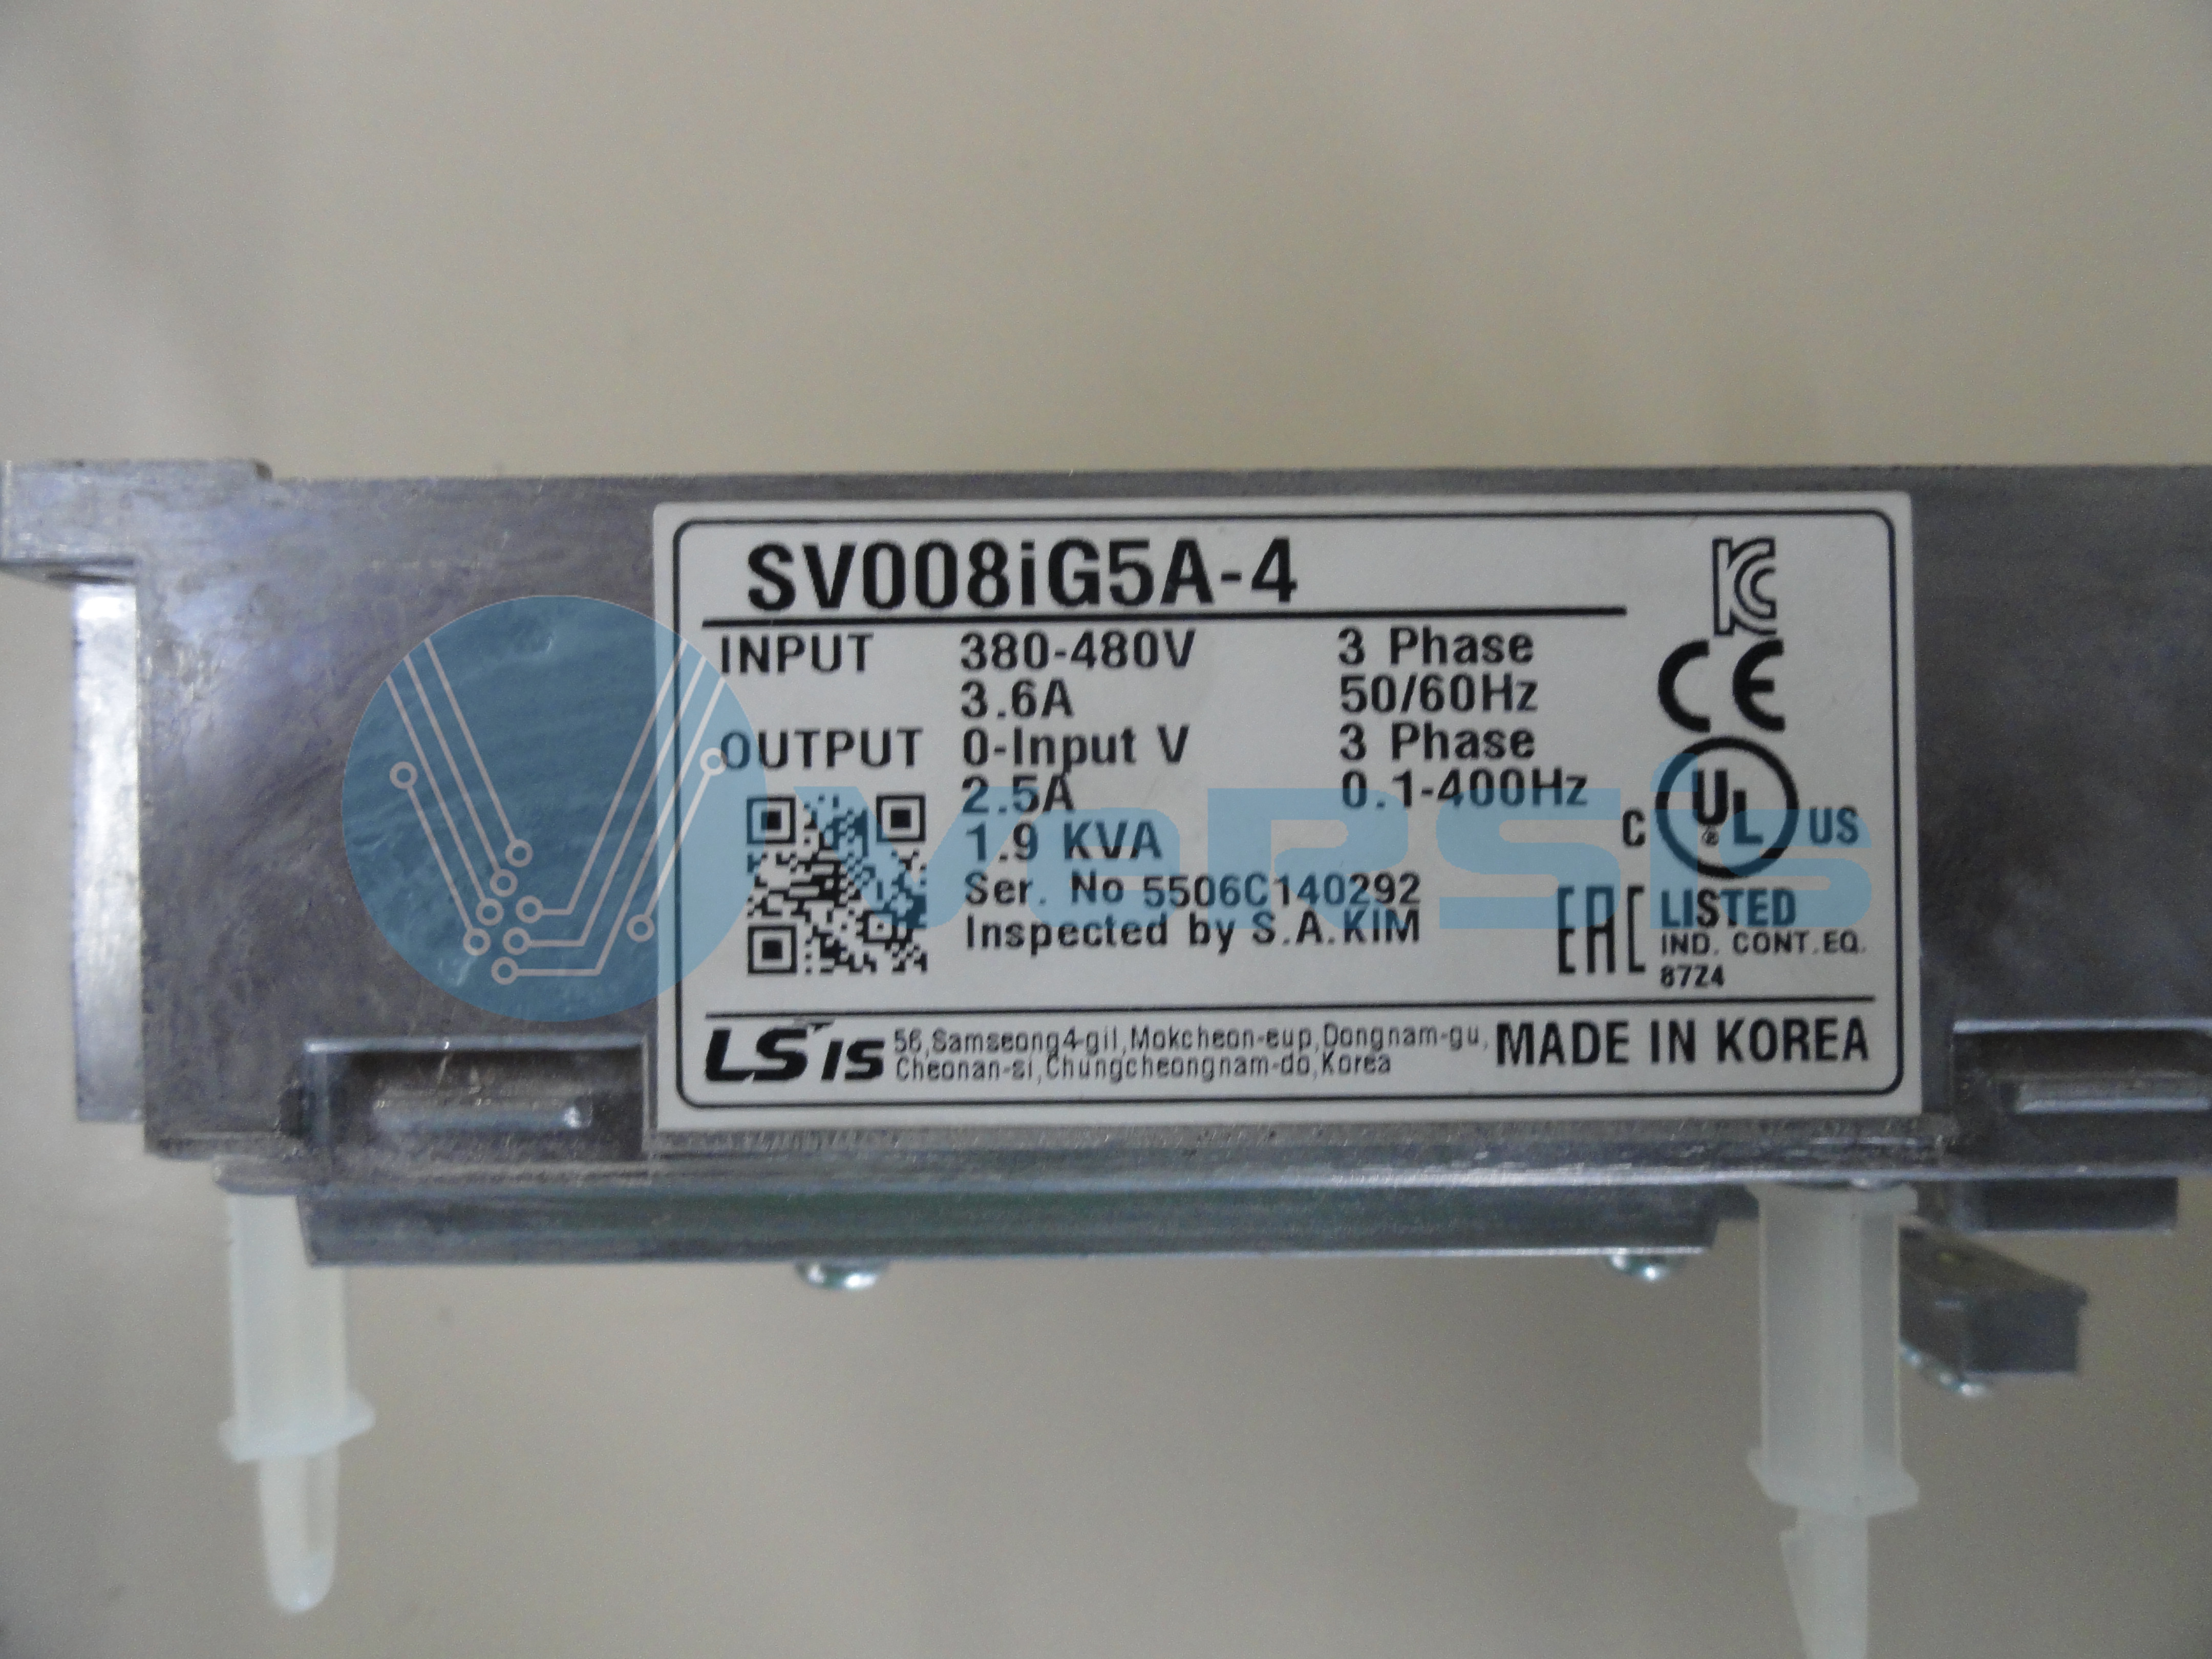 SV008iG5A-4
INPUT 380-480V 3 Phase
3.6A 50/60Hz
OUTPUT 0-Input V 3 Phase
2.5A 0.1-400Hz
1.9 KVA
Ser. No 5506C140292
Inspected by S.A.KIM
CE
C UL US
®
EAC LISTED
IND. CONT.EQ.
87Z4
LS IS 56,Samseong4-gil,Mokcheon-eup,Dongnam-gu,
Cheonan-si,Chungcheongnam-do,Korea
MADE IN KOREA
Versis